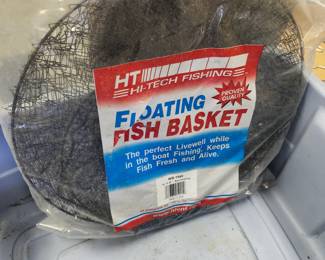 HT
HI-TECH FISHING
PROVEN
QUALITY
FLOATING
FISH BASKET
The perfect Livewell while
in the boat Fishing. Keeps
Fish Fresh and Alive.